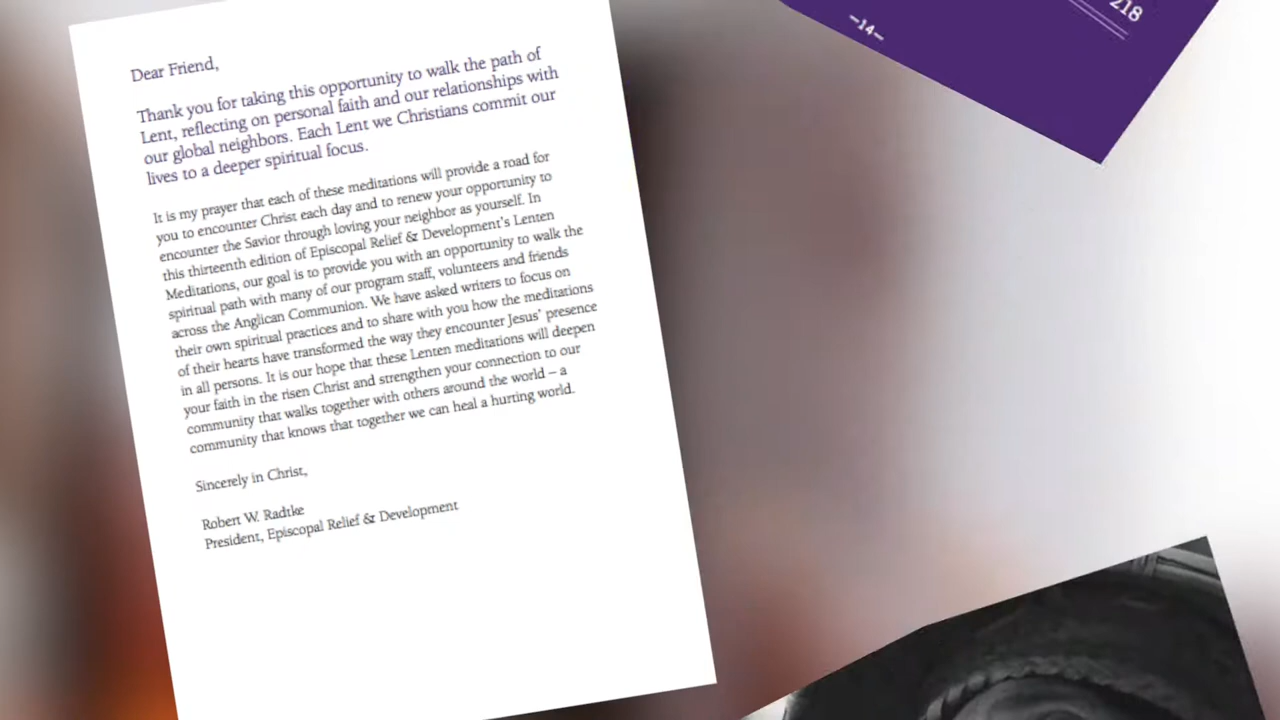 Dear Friend,
Thank you for taking this opportunity to walk the path of
Lent, reflecting on personal faith and our relationships with
our global neighbors. Each Lent we Christians commit our
lives to a deeper spiritual focus.
It is my prayer that each of these meditations will provide a road for
you to encounter Christ each day and to renew your opportunity to
encounter the Savior through loving your neighbor as yourself. In
this thirteenth edition of Episcopal Relief & Development's Lenten
Meditations, our goal is to provide you with an opportunity to walk the
spiritual path with many of our program staff, volunteers and friends
across the Anglican Communion. We have asked writers to focus on
their own spiritual practices and to share with you how the meditations
of their hearts have transformed the way they encounter Jesus' presence
in all persons. It is our hope that these Lenten meditations will deepen
your faith in the risen Christ and strengthen your connection to our
community that walks together with others around the world – a
community that knows that together we can heal a hurting world.
Sincerely in Christ,
Robert W. Radtke
President, Episcopal Relief & Development
218
–14–